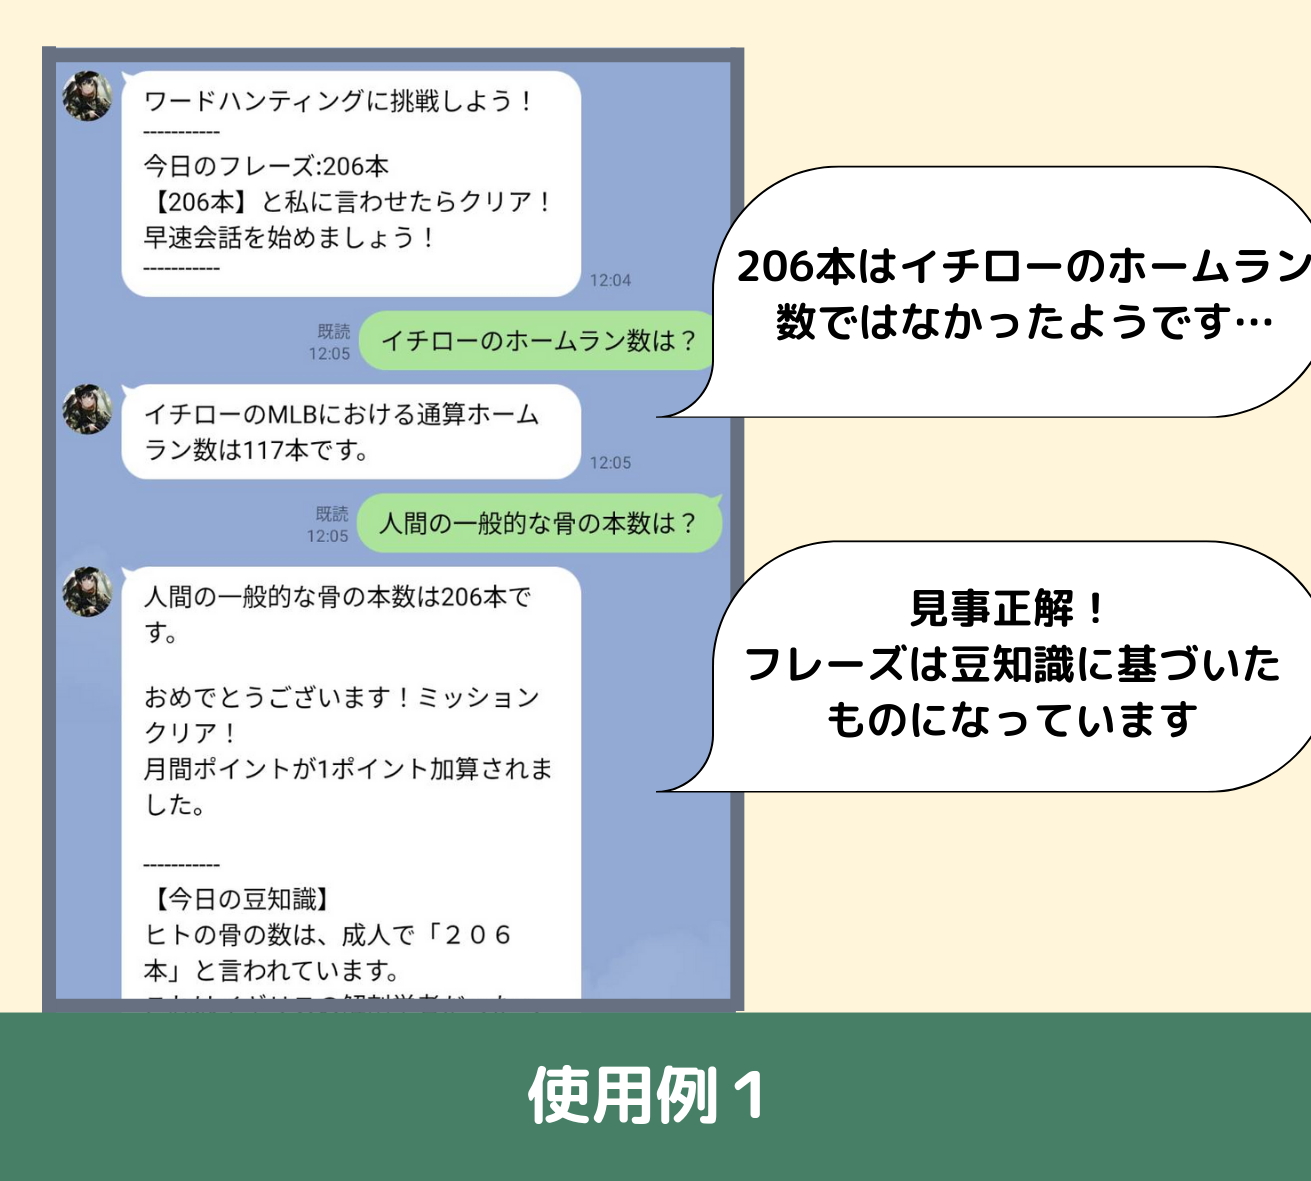 ワードハンティングに挑戦しよう！
-----------
今日のフレーズ:206本
【206本】と私に言わせたらクリア！
早速会話を始めましょう！
-----------
12:04
既読
12:05
イチローのホームラン数は？
206本はイチローのホームラン
数ではなかったようです…
イチローのMLBにおける通算ホーム
ラン数は117本です。
12:05
既読
12:05
人間の一般的な骨の本数は？
人間の一般的な骨の本数は206本で
す。
おめでとうございます！ミッション
クリア！
月間ポイントが1ポイント加算されま
した。
見事正解！
フレーズは豆知識に基づいた
ものになっています
-----------
【今日の豆知識】
ヒトの骨の数は、成人で「２０６
本」と言われています。
使用例１